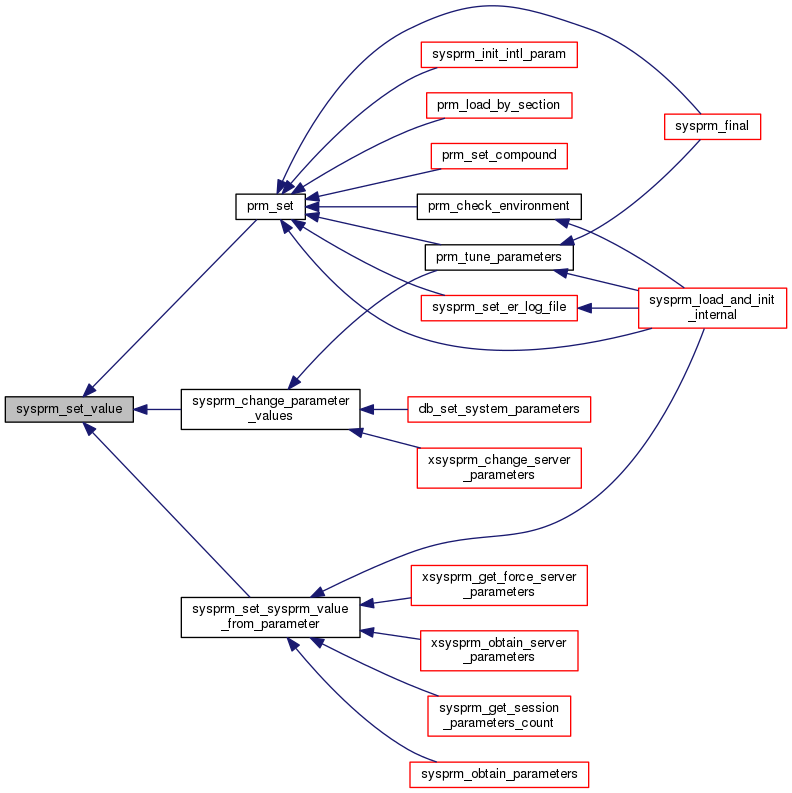 sysprm_init_intl_param
prm_load_by_section
sysprm_final
prm_set_compound
prm_set
prm_check_environment
prm_tune_parameters
sysprm_set_er_log_file
sysprm_load_and_init
_internal
sysprm_set_value
sysprm_change_parameter
_values
db_set_system_parameters
xsysprm_change_server
_parameters
xsysprm_get_force_server
_parameters
sysprm_set_sysprm_value
_from_parameter
xsysprm_obtain_server
_parameters
sysprm_get_session
_parameters_count
sysprm_obtain_parameters